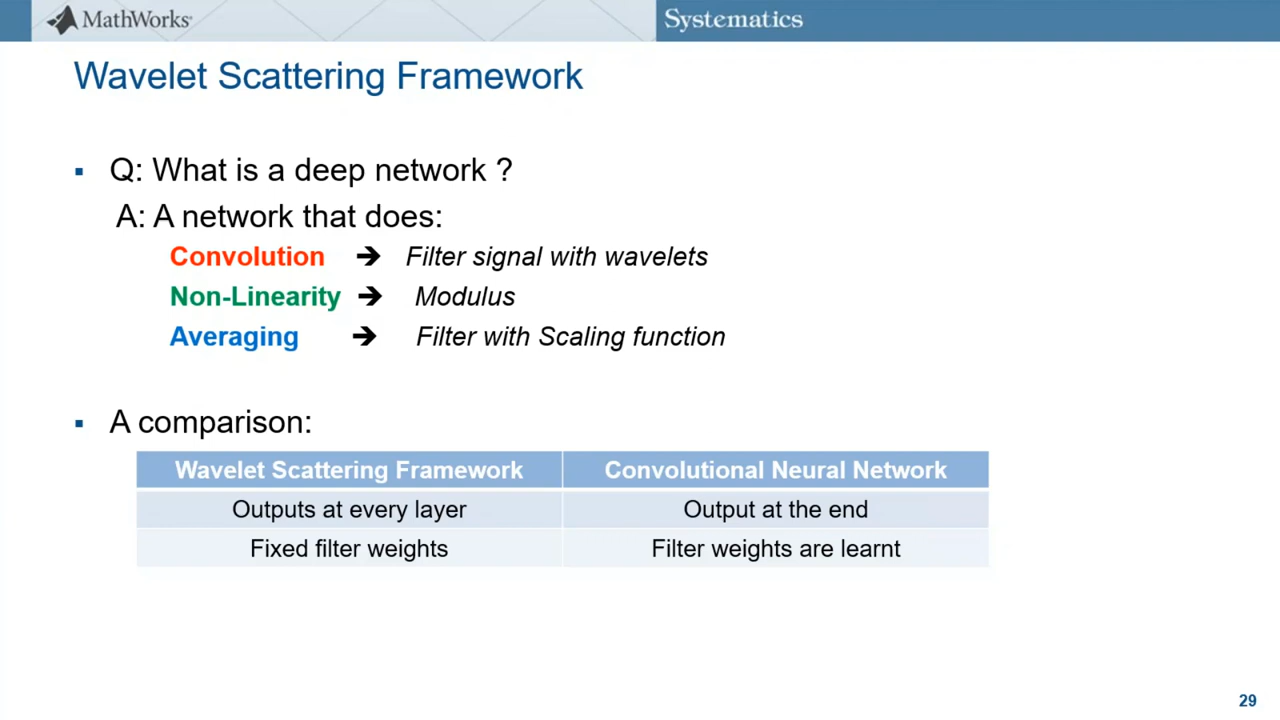 MathWorks® Systematics
Wavelet Scattering Framework
▪ Q: What is a deep network ?
A: A network that does:
Convolution ➔ Filter signal with wavelets
Non-Linearity ➔ Modulus
Averaging ➔ Filter with Scaling function
▪ A comparison:
Wavelet Scattering Framework Convolutional Neural Network
Outputs at every layer Output at the end
Fixed filter weights Filter weights are learnt
29